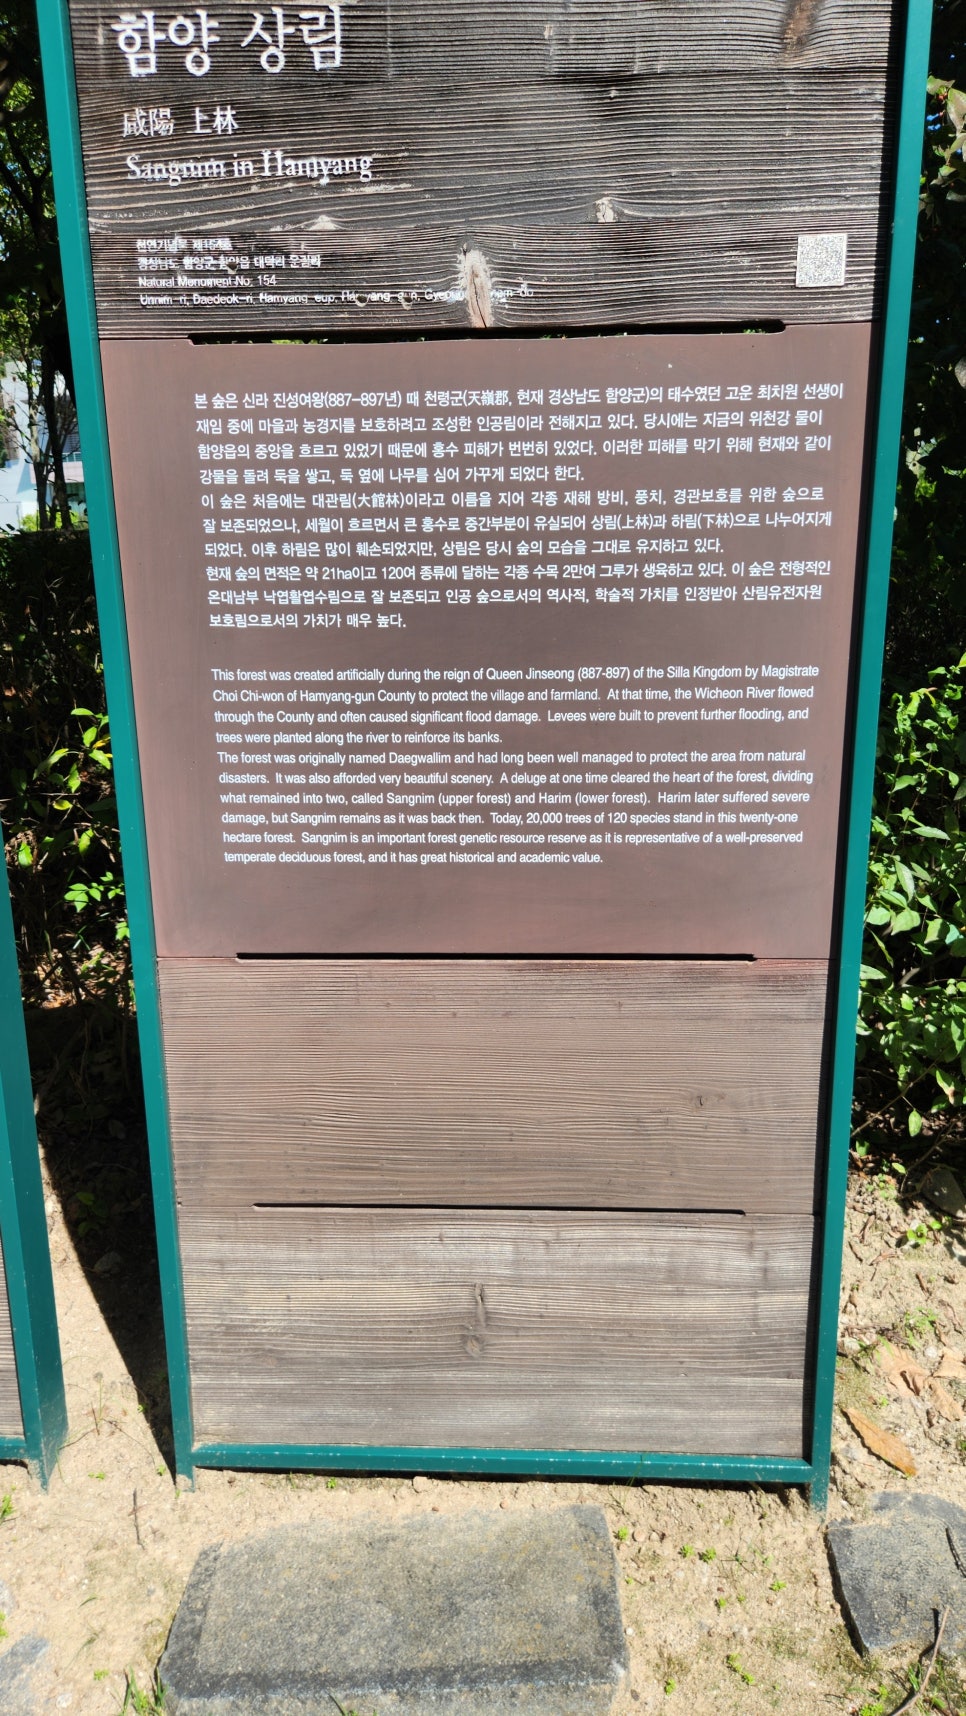 함양 상림
咸陽 上林
in Hamyang
천연기념물 제154호
경상남도 함양군 함양읍 대덕리 운림리
Natural Monument No. 154
Unnim-ri, Daedeok-ri, Hamyang-eup,
본 숲은 신라 진성여왕(887-897년) 때 천령군(天嶺郡, 현재 경상남도 함양군)의 태수였던 고운 최치원 선생이
재임 중에 마을과 농경지를 보호하려고 조성한 인공림이라 전해지고 있다. 당시에는 지금의 위천강 물이
함양읍의 중앙을 흐르고 있었기 때문에 홍수 피해가 번번히 있었다. 이러한 피해를 막기 위해 현재와 같이
강물을 돌려 둑을 쌓고, 둑 옆에 나무를 심어 가꾸게 되었다 한다.
이 숲은 처음에는 대관림(大館林)이라고 이름을 지어 각종 재해 방비, 풍치, 경관보호를 위한 숲으로
잘 보존되었으나, 세월이 흐르면서 큰 홍수로 중간부분이 유실되어 상림(上林)과 하림(下林)으로 나누어지게
되었다. 이후 하림은 많이 훼손되었지만, 상림은 당시 숲의 모습을 그대로 유지하고 있다.
현재 숲의 면적은 약 21ha이고 120여 종류에 달하는 각종 수목 2만여 그루가 생육하고 있다. 이 숲은 전형적인
온대남부 낙엽활엽수림으로 잘 보존되고 인공 숲으로서의 역사적, 학술적 가치를 인정받아 산림유전자원
보호림으로서의 가치가 매우 높다.
This forest was created artificially during the reign of Queen Jinseong (887-897) of the Silla Kingdom by Magistrate
Choi Chi-won of Hamyang-gun County to protect the village and farmland. At that time, the Wicheon River flowed
through the County and often caused significant flood damage. Levees were built to prevent further flooding, and
trees were planted along the river to reinforce its banks.
The forest was originally named Daegwallim and had long been well managed to protect the area from natural
disasters. It was also afforded very beautiful scenery. A deluge at one time cleared the heart of the forest, dividing
what remained into two, called Sangnim (upper forest) and Harim (lower forest). Harim later suffered severe
damage, but Sangnim remains as it was back then. Today, 20,000 trees of 120 species stand in this twenty-one
hectare forest. Sangnim is an important forest genetic resource reserve as it is representative of a well-preserved
temperate deciduous forest, and it has great historical and academic value.